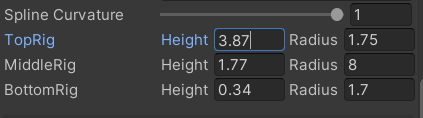 Spline Curvature 1
TopRig Height 3.87 Radius 1.75
MiddleRig Height 1.77 Radius 8
BottomRig Height 0.34 Radius 1.7